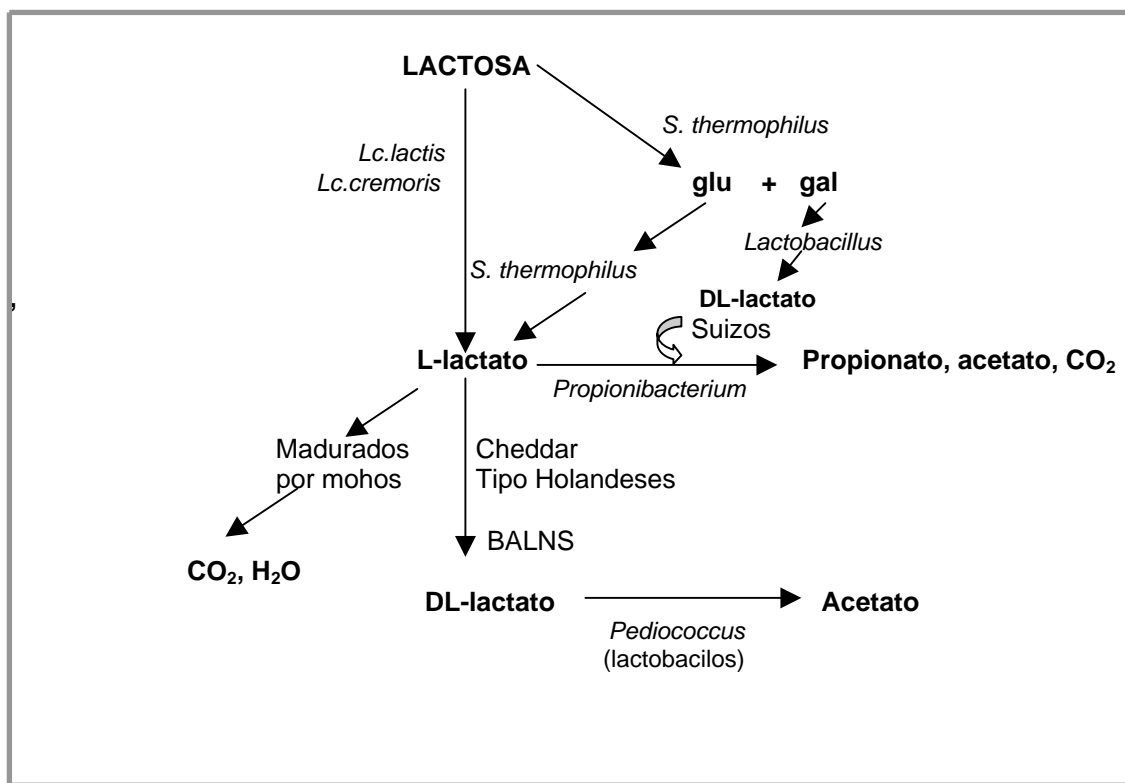 LACTOSA
S. thermophilus
Lc.lactis
Lc.cremoris
glu + gal
Lactobacillus
S. thermophilus
DL-lactato
,
Suizos
L-lactato
Propionato, acetato, CO₂
Propionibacterium
Madurados
por mohos
Cheddar
Tipo Holandeses
BALNS
CO₂, H₂O
DL-lactato
Acetato
Pediococcus
(lactobacilos)